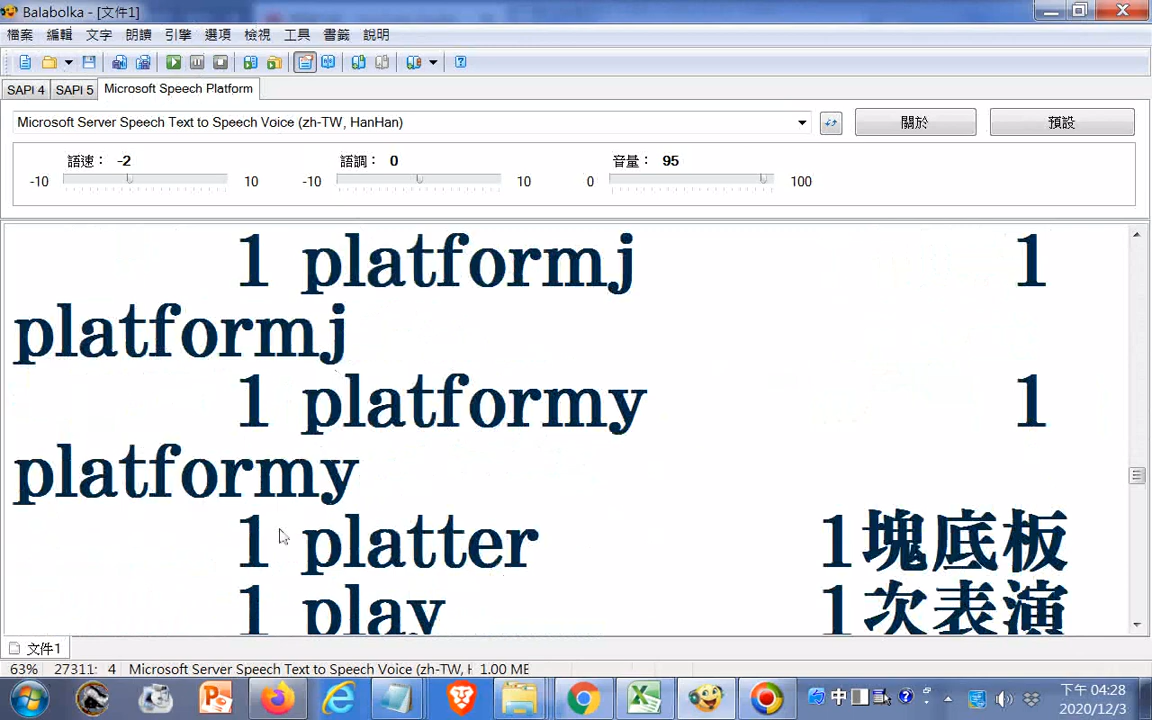 Balabolka - [文件1]
檔案 編輯 文字 朗讀 引擎 選項 檢視 工具 書籤 說明
SAPI 4 SAPI 5 Microsoft Speech Platform
Microsoft Server Speech Text to Speech Voice (zh-TW, HanHan) 關於 預設
語速： -2 語調： 0 音量： 95
-10 10 -10 10 0 100
1 platformj 1
platformj
1 platformy 1
platformy
1 platter 1塊底板
1 play 1次表演
文件1
63% 27311: 4 Microsoft Server Speech Text to Speech Voice (zh-TW, H 1.00 ME
中 下午 04:28
2020/12/3